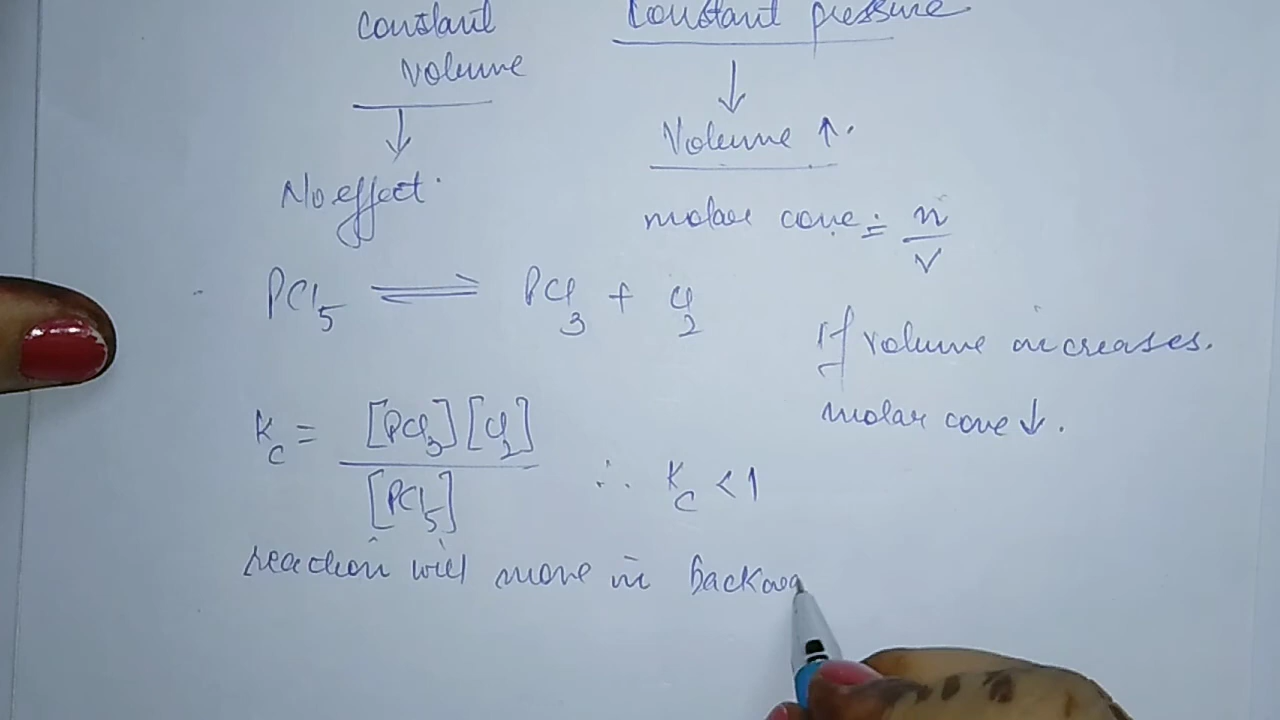 Constant
Volume
Constant pressure
Volume ↑.
No effect.
molar conc = n/V
PCl5 ⇌ PCl3 + Cl2
If volume increases.
molar conc ↓.
Kc = [PCl3][Cl2]/[PCl5] ∴ Kc < 1
reaction will move in backwa